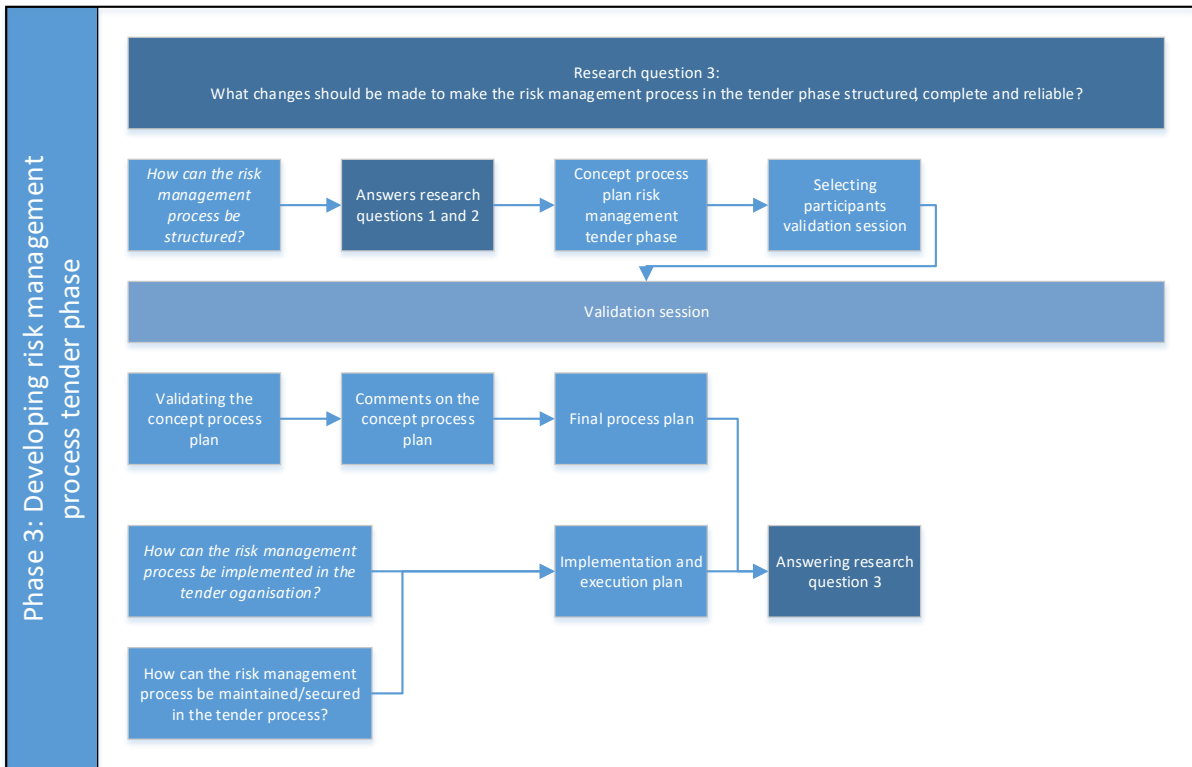 Phase 3: Developing risk management
process tender phase
Research question 3:
What changes should be made to make the risk management process in the tender phase structured, complete and reliable?
How can the risk
management
process be
structured?
Answers research
questions 1 and 2
Concept process
plan risk
management
tender phase
Selecting
participants
validation session
Validation session
Validating the
concept process
plan
Comments on the
concept process
plan
Final process plan
How can the risk management
process be implemented in the
tender oganisation?
Implementation and
execution plan
Answering research
question 3
How can the risk management
process be maintained/secured
in the tender process?